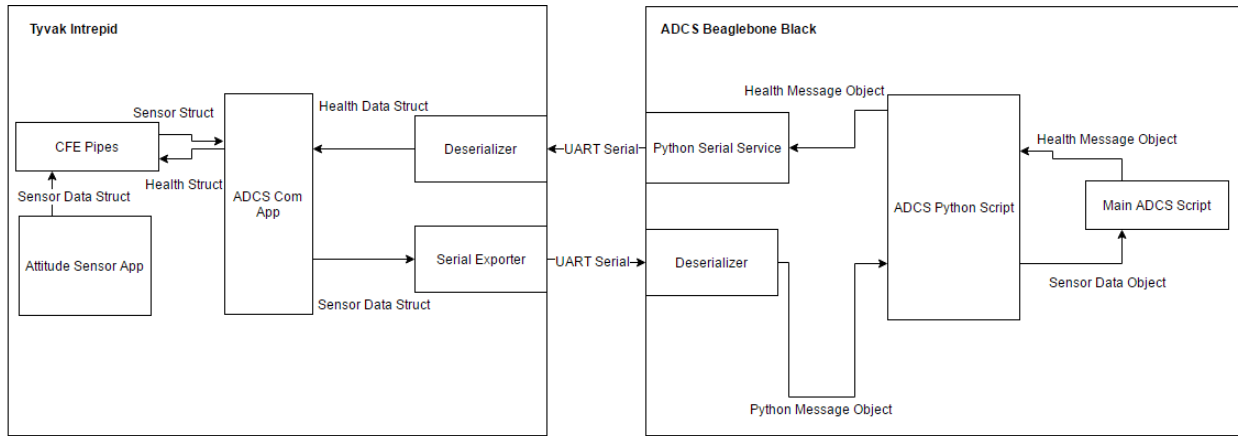 Tyvak Intrepid
ADCS Beaglebone Black
Health Message Object
Sensor Struct
Health Data Struct
CFE Pipes
Deserializer
UART Serial
Python Serial Service
Health Message Object
Health Struct
Sensor Data Struct
ADCS Com
App
ADCS Python Script
Main ADCS Script
Attitude Sensor App
Serial Exporter
UART Serial
Deserializer
Sensor Data Object
Sensor Data Struct
Python Message Object